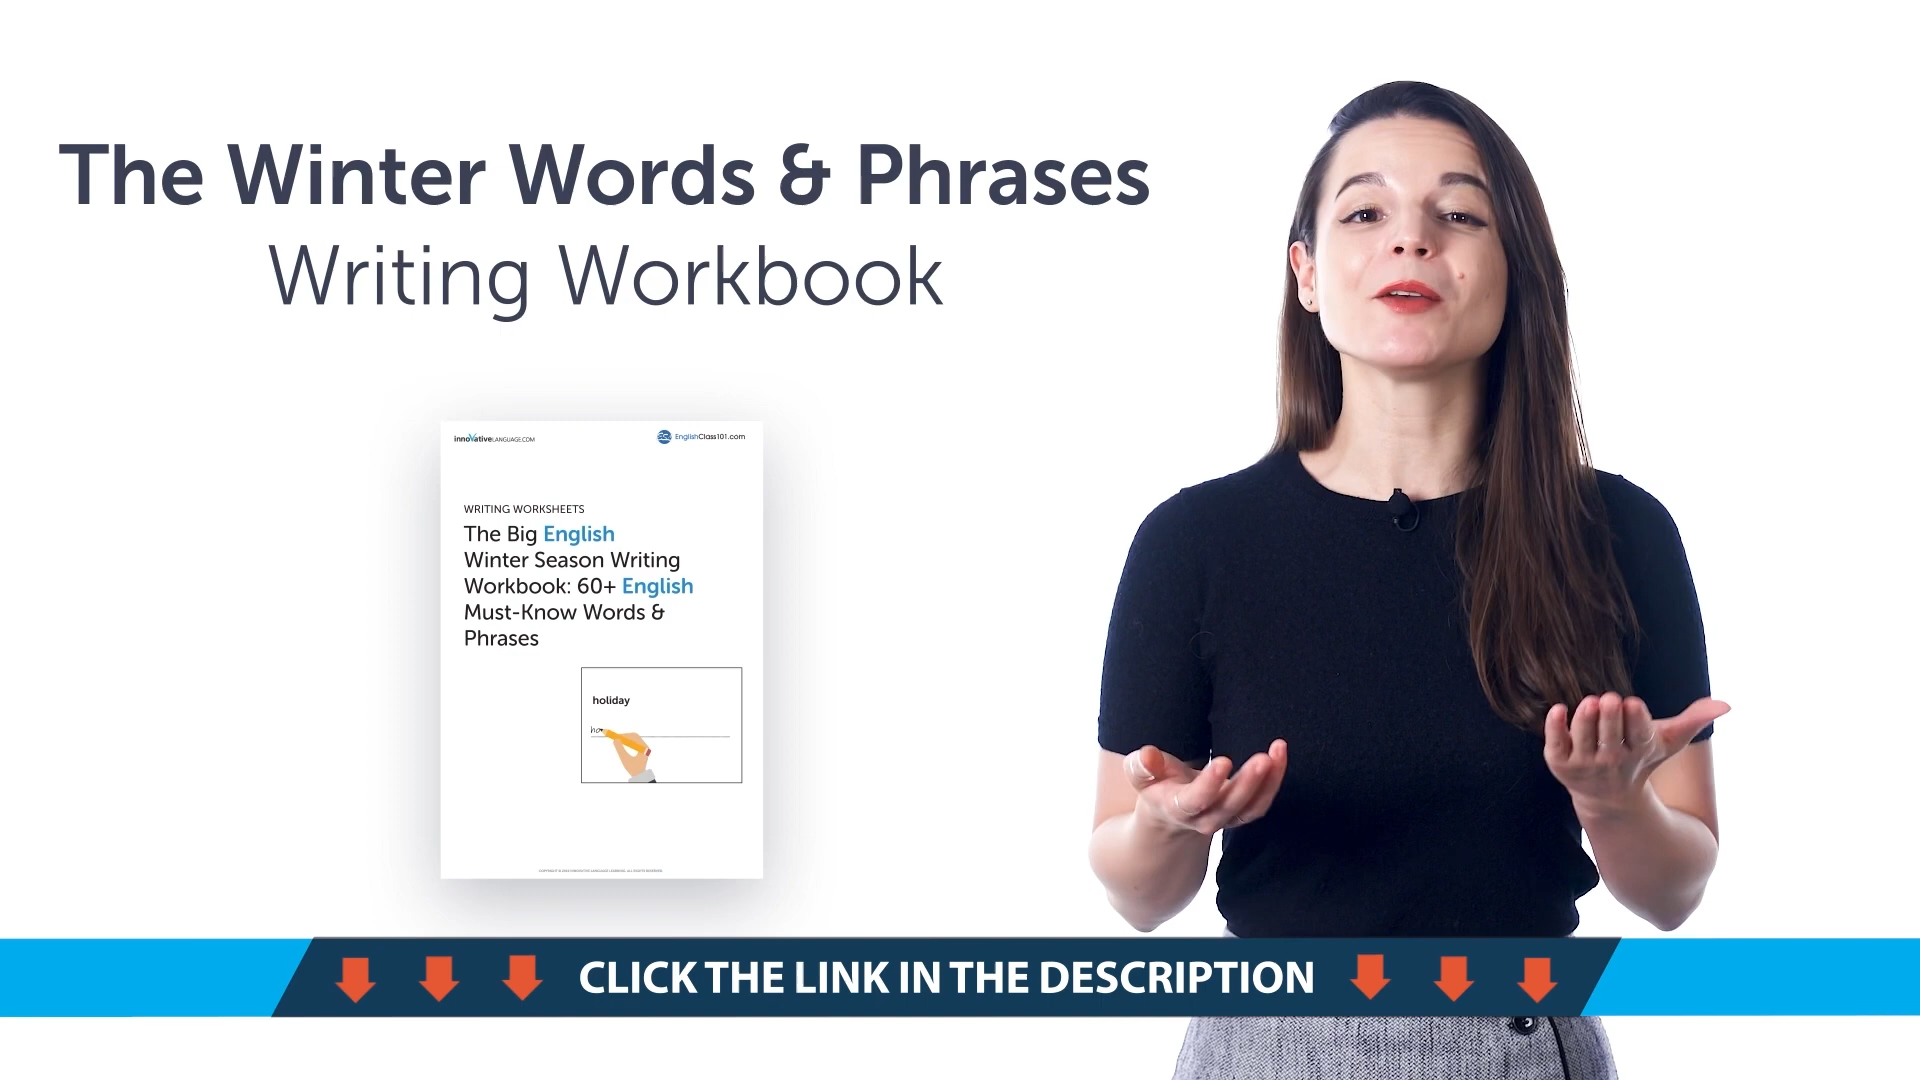 The Winter Words & Phrases
Writing Workbook
innoVativeLANGUAGE.COM
EnglishClass101.com
WRITING WORKSHEETS
The Big English
Winter Season Writing
Workbook: 60+ English
Must-Know Words &
Phrases
holiday
ho
CLICK THE LINK IN THE DESCRIPTION